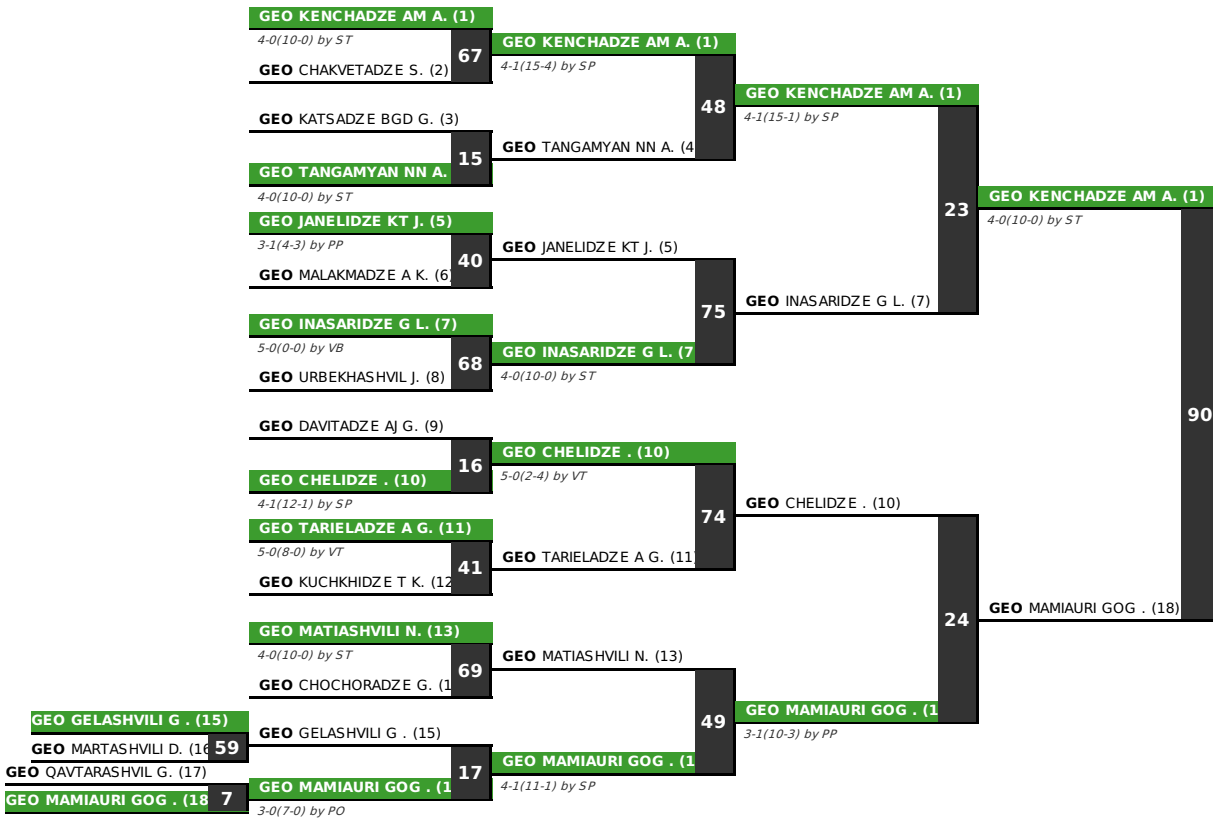 GEO KENCHADZE AM A. (1)
4-0(10-0) by ST
GEO CHAKVETADZE S. (2)
67
GEO KATSADZE BGD G. (3)
15
GEO TANGAMYAN NN A.
4-0(10-0) by ST
GEO JANELIDZE KT J. (5)
3-1(4-3) by PP
GEO MALAKMADZE A K. (6)
40
GEO INASARIDZE G L. (7)
5-0(0-0) by VB
GEO URBEKHASHVIL J. (8)
68
GEO DAVITADZE AJ G. (9)
16
GEO CHELIDZE . (10)
4-1(12-1) by SP
GEO TARIELADZE A G. (11)
5-0(8-0) by VT
GEO KUCHKHIDZE T K. (12
41
GEO MATIASHVILI N. (13)
4-0(10-0) by ST
GEO CHOCHORADZE G. (1
69
GEO GELASHVILI G . (15)
GEO MARTASHVILI D. (16
59
GEO QAVTARASHVIL G. (17)
GEO MAMIAURI GOG . (18
7
GEO GELASHVILI G . (15)
17
GEO MAMIAURI GOG . (1
3-0(7-0) by PO
GEO KENCHADZE AM A. (1)
4-1(15-4) by SP
48
GEO TANGAMYAN NN A. (4
GEO JANELIDZE KT J. (5)
75
GEO INASARIDZE G L. (7
4-0(10-0) by ST
GEO CHELIDZE . (10)
5-0(2-4) by VT
74
GEO TARIELADZE A G. (11)
GEO MATIASHVILI N. (13)
49
GEO MAMIAURI GOG . (1
4-1(11-1) by SP
GEO KENCHADZE AM A. (1)
4-1(15-1) by SP
23
GEO INASARIDZE G L. (7)
GEO CHELIDZE . (10)
24
GEO MAMIAURI GOG . (1
3-1(10-3) by PP
GEO KENCHADZE AM A. (1)
4-0(10-0) by ST
90
GEO MAMIAURI GOG . (18)